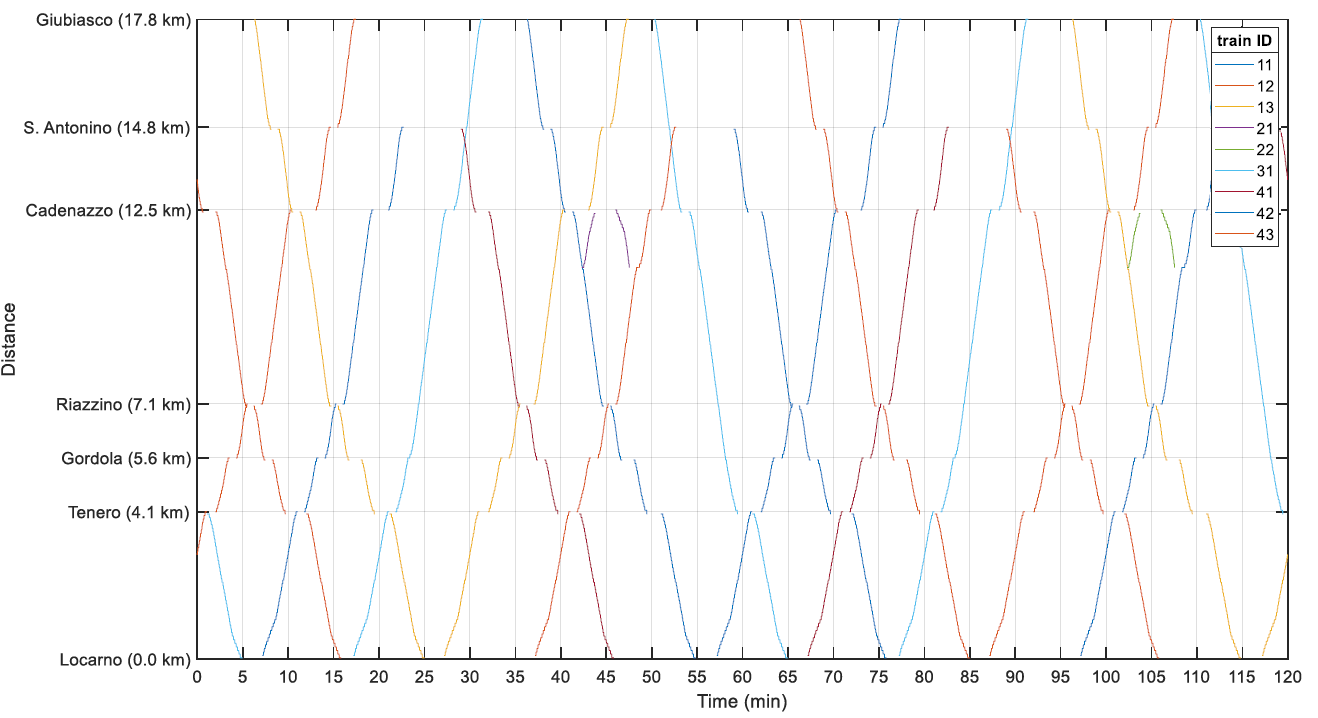 Giubiasco (17.8 km)
S. Antonino (14.8 km)
Cadenazzo (12.5 km)
Riazzino (7.1 km)
Gordola (5.6 km)
Tenero (4.1 km)
Locarno (0.0 km)
Distance
0 5 10 15 20 25 30 35 40 45 50 55 60 65 70 75 80 85 90 95 100 105 110 115 120
Time (min)
train ID
11
12
13
21
22
31
41
42
43